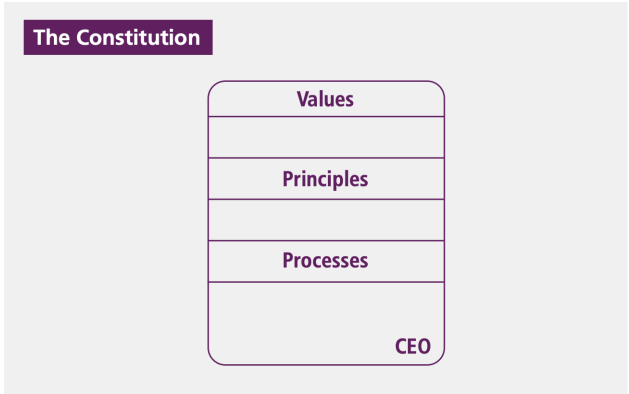 The Constitution
Values
Principles
Processes
CEO